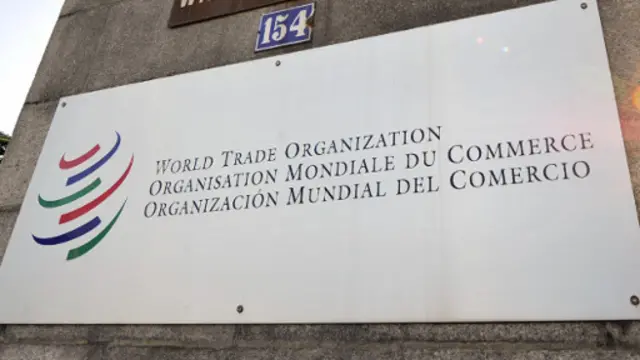 154
WORLD TRADE ORGANIZATION
ORGANISATION MONDIALE DU COMMERCE
ORGANIZACIÓN MUNDIAL DEL COMERCIO